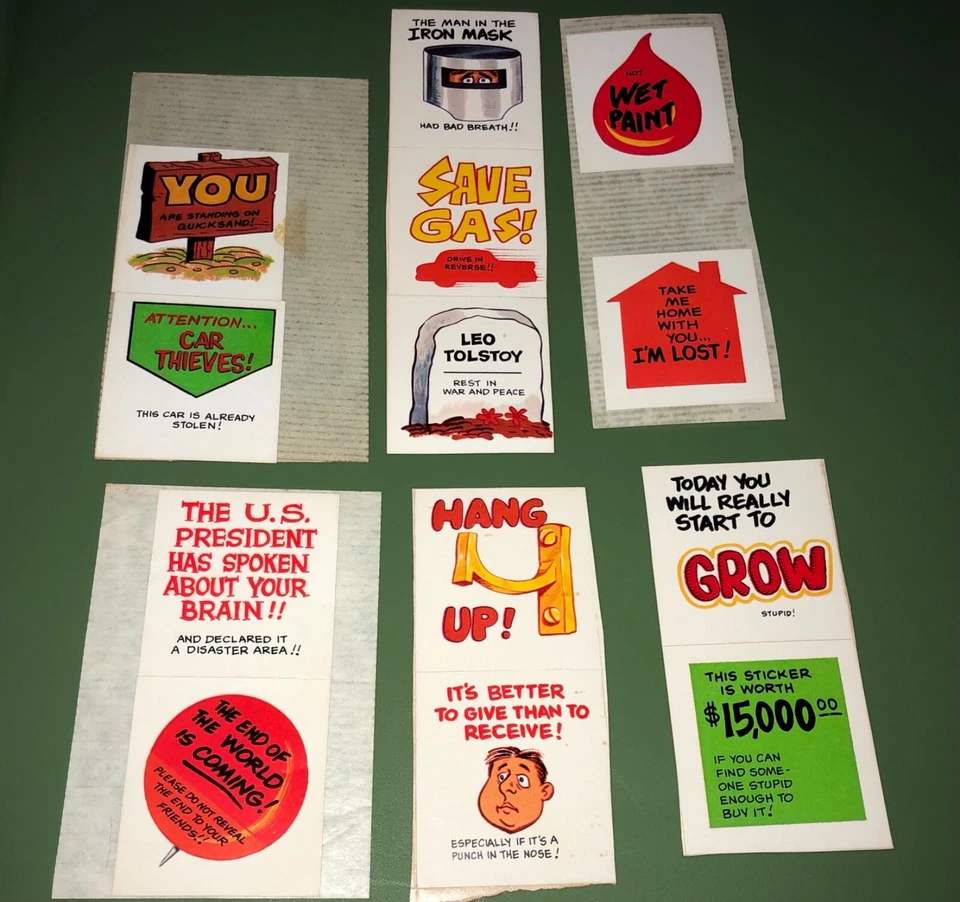 YOU
ARE STANDING ON
QUICKSAND!
ATTENTION...
CAR
THIEVES!
THIS CAR IS ALREADY
STOLEN!
THE MAN IN THE
IRON MASK
HAD BAD BREATH!!
SAVE
GAS!
DRIVE IN
REVERSE!!
LEO
TOLSTOY
REST IN
WAR AND PEACE
HOT
WET
PAINT
TAKE
ME
HOME
WITH
YOU...
I'M LOST!
THE U.S.
PRESIDENT
HAS SPOKEN
ABOUT YOUR
BRAIN!!
AND DECLARED IT
A DISASTER AREA!!
THE END OF
THE WORLD
IS COMING!
PLEASE DO NOT REVEAL
THE END TO YOUR
FRIENDS!!
HANG
UP!
IT'S BETTER
TO GIVE THAN TO
RECEIVE!
ESPECIALLY IF IT'S A
PUNCH IN THE NOSE!
TODAY YOU
WILL REALLY
START TO
GROW
STUPID!
THIS STICKER
IS WORTH
$15,000.00
IF YOU CAN
FIND SOME-
ONE STUPID
ENOUGH TO
BUY IT!